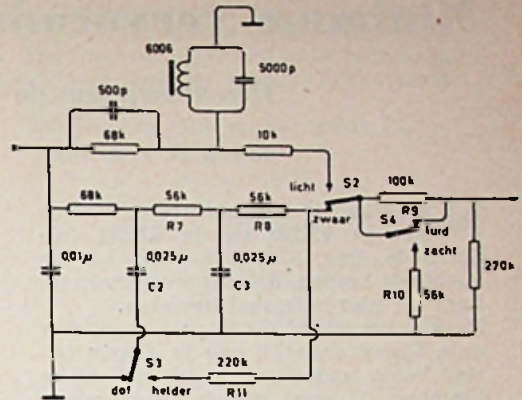 6006
5000p
500p
68k
10k
licht
S2
100k
68k
56k
56k
zwaar
S4
R9
R7
R8
zacht
0,01µ
0,025µ
0,025µ
270k
C2
C3
R10
56k
S3
220k
dof
helder
R11